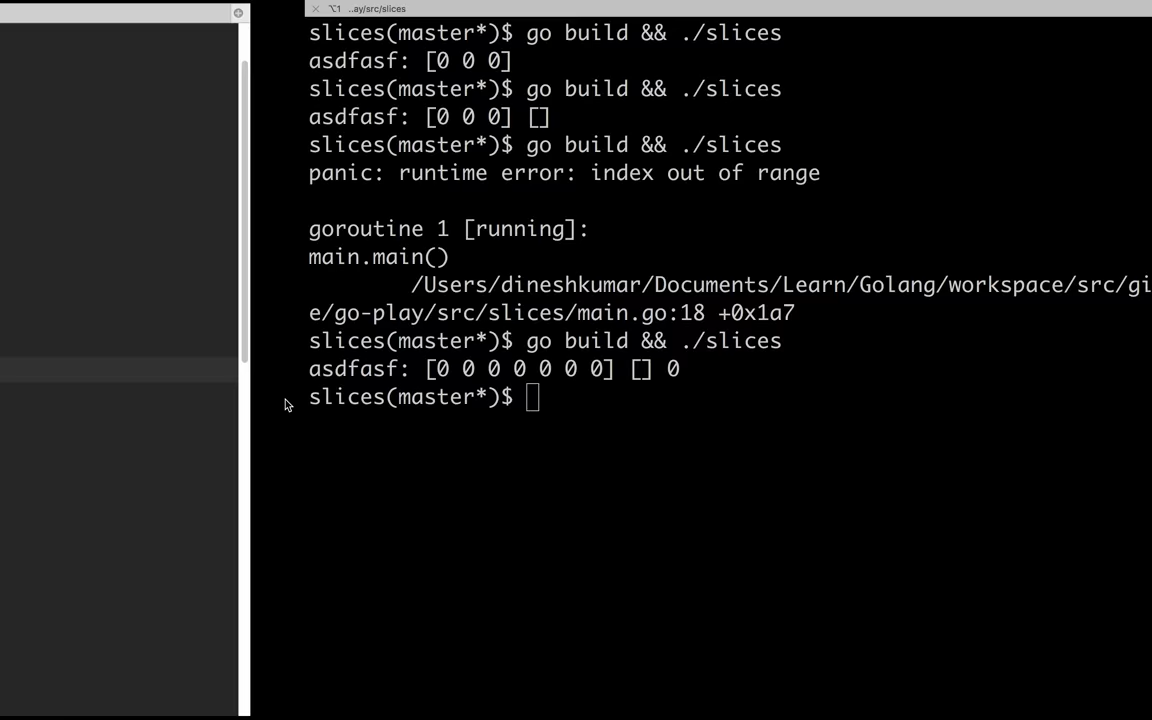 ⌥1 ..ay/src/slices
slices(master*)$ go build && ./slices
asdfasf: [0 0 0]
slices(master*)$ go build && ./slices
asdfasf: [0 0 0] []
slices(master*)$ go build && ./slices
panic: runtime error: index out of range
goroutine 1 [running]:
main.main()
/Users/dineshkumar/Documents/Learn/Golang/workspace/src/gi
e/go-play/src/slices/main.go:18 +0x1a7
slices(master*)$ go build && ./slices
asdfasf: [0 0 0 0 0 0 0] [] 0
slices(master*)$